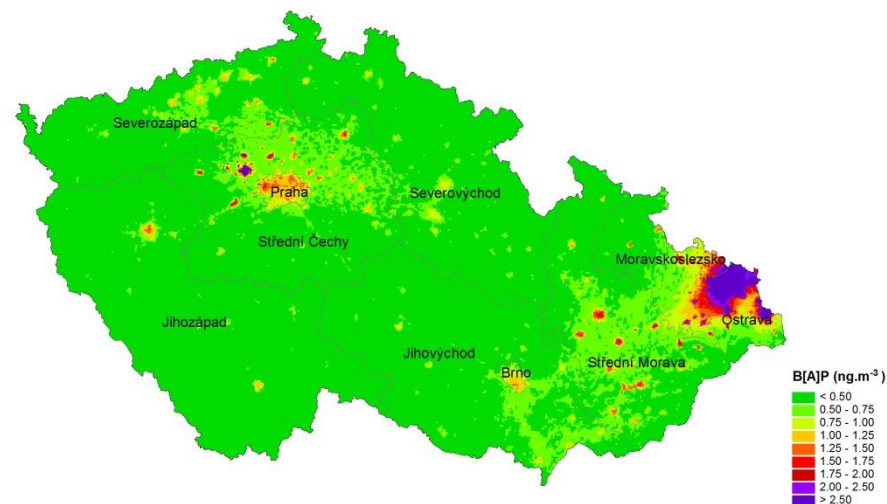 Severozápad
Praha
Severovýchod
Střední Čechy
Moravskoslezsko
Jihozápad
Ostrava
Jihovýchod
Střední Morava
Brno
B[A]P (ng.m⁻³ )
< 0.50
0.50 - 0.75
0.75 - 1.00
1.00 - 1.25
1.25 - 1.50
1.50 - 1.75
1.75 - 2.00
2.00 - 2.50
> 2.50